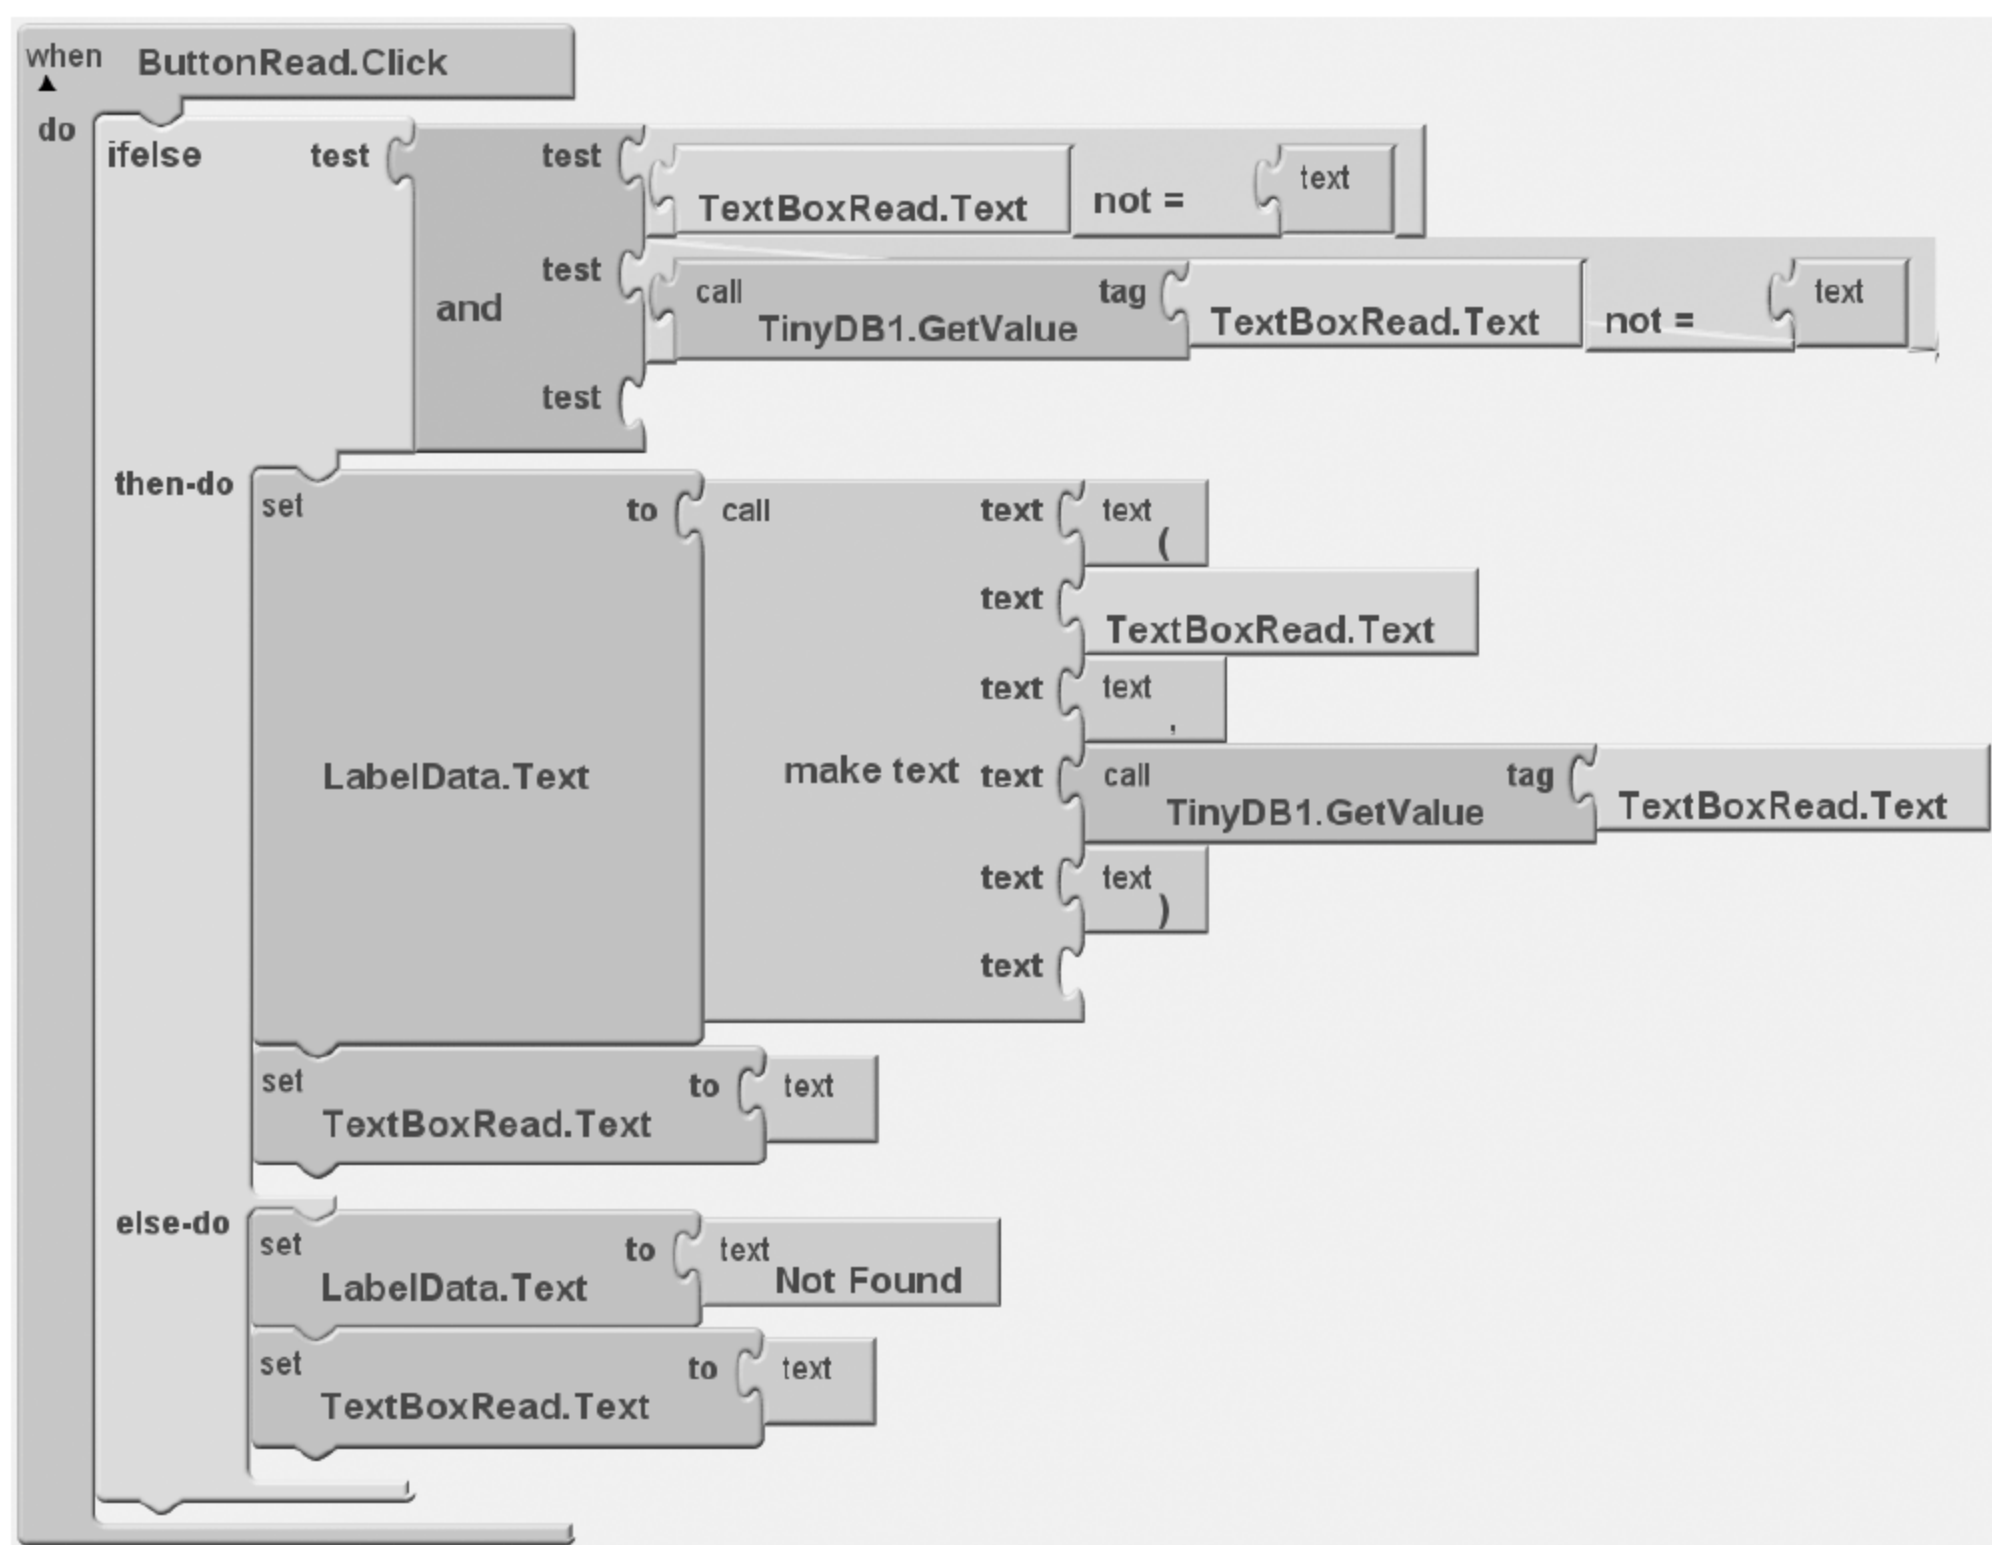 when ButtonRead.Click
do
ifelse test test text
TextBoxRead.Text not =
test call tag text
and TinyDB1.GetValue TextBoxRead.Text not =
test
then-do
set to call text text
(
text
TextBoxRead.Text
text text
,
LabelData.Text make text text call tag
TinyDB1.GetValue TextBoxRead.Text
text text
)
text
set to text
TextBoxRead.Text
else-do
set to text
LabelData.Text Not Found
set to text
TextBoxRead.Text